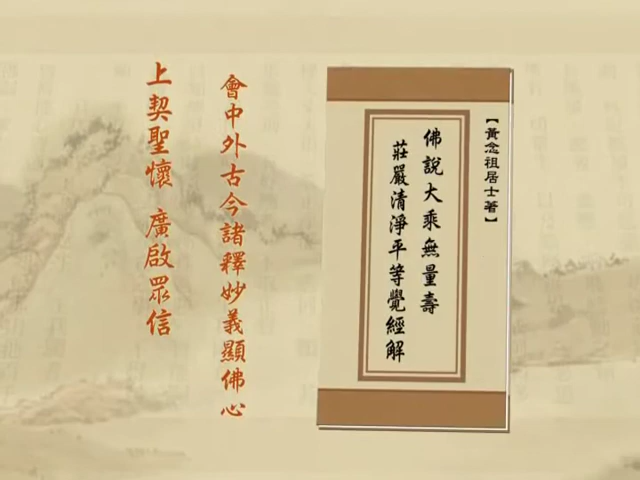 【黃念祖居士著】
佛說大乘無量壽
莊嚴清淨平等覺經解
會中外古今諸釋妙義顯佛心
上契聖懷 廣啟眾信